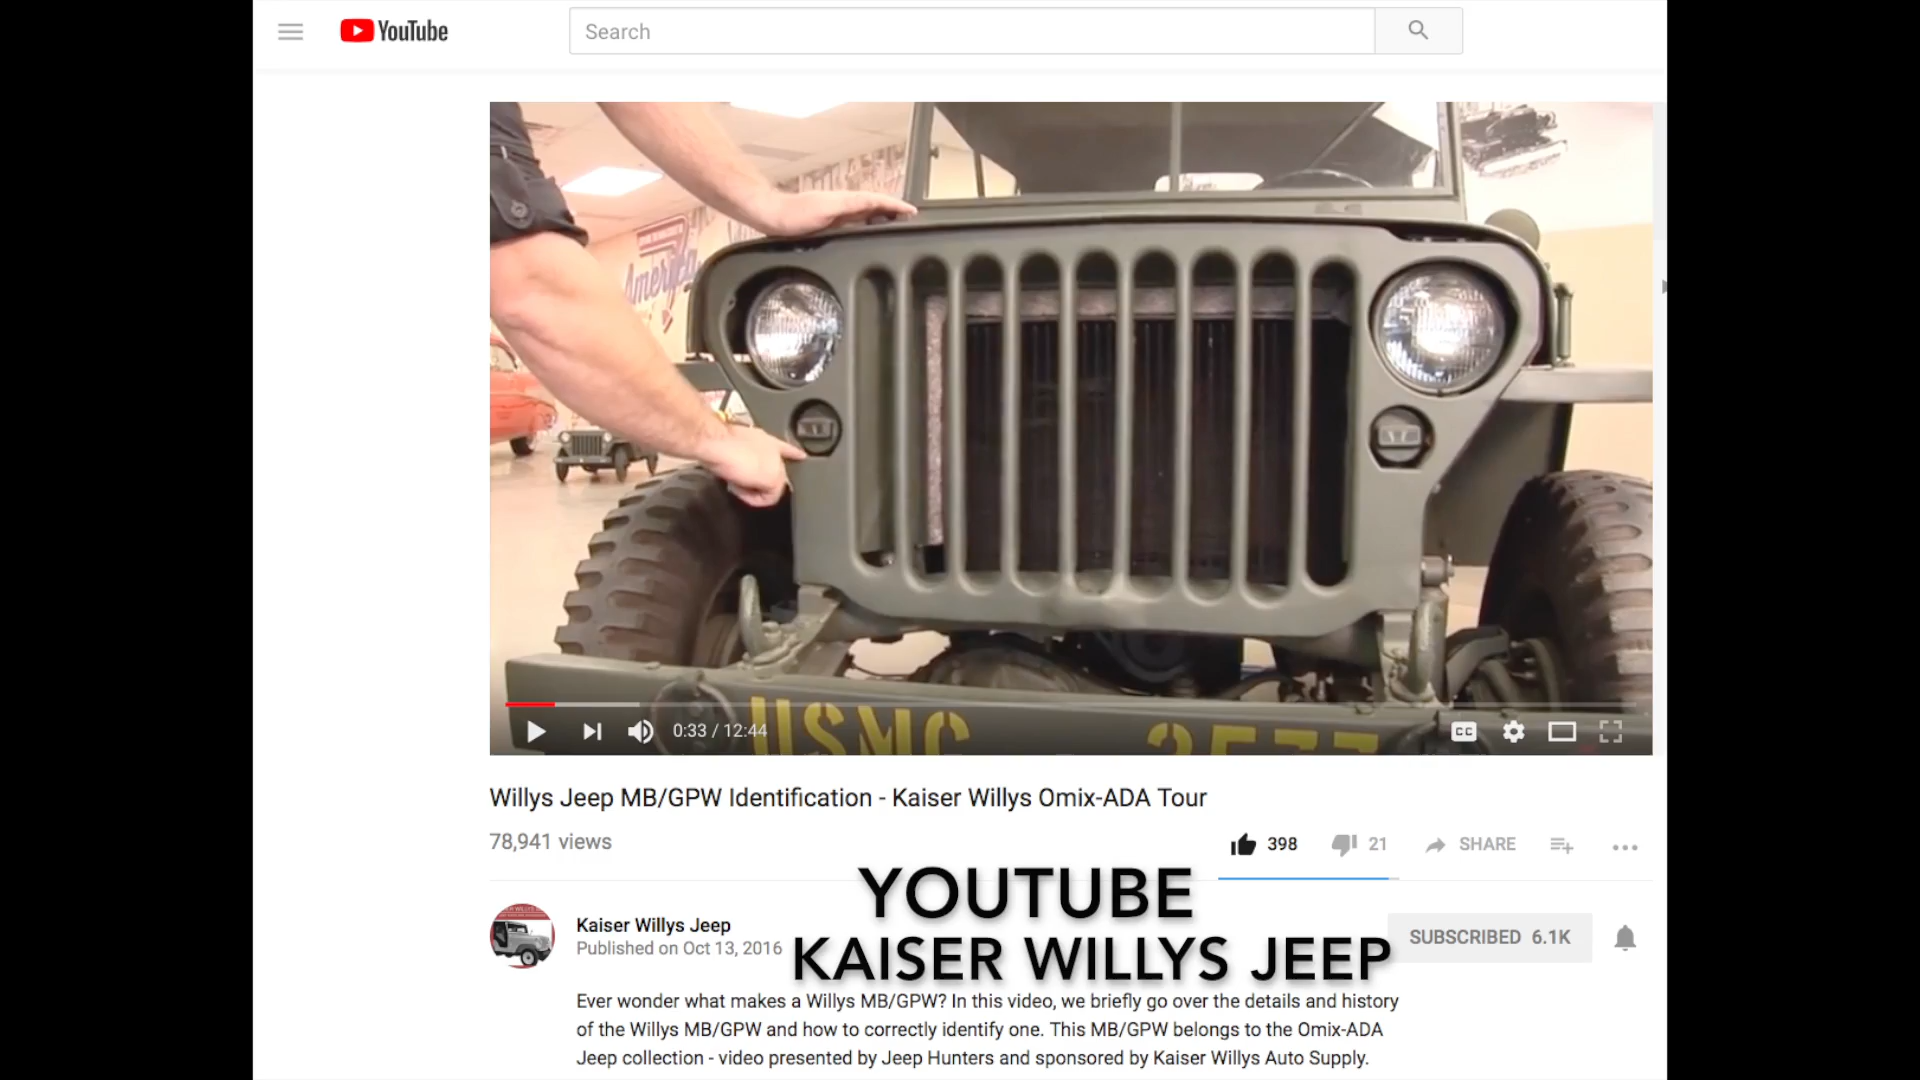 YouTube
Search
America
USMC
0:33 / 12:44
CC
Willys Jeep MB/GPW Identification - Kaiser Willys Omix-ADA Tour
78,941 views
398
21
SHARE
YOUTUBE
KAISER WILLYS JEEP
Kaiser Willys Jeep
Published on Oct 13, 2016
SUBSCRIBED 6.1K
Ever wonder what makes a Willys MB/GPW? In this video, we briefly go over the details and history
of the Willys MB/GPW and how to correctly identify one. This MB/GPW belongs to the Omix-ADA
Jeep collection - video presented by Jeep Hunters and sponsored by Kaiser Willys Auto Supply.